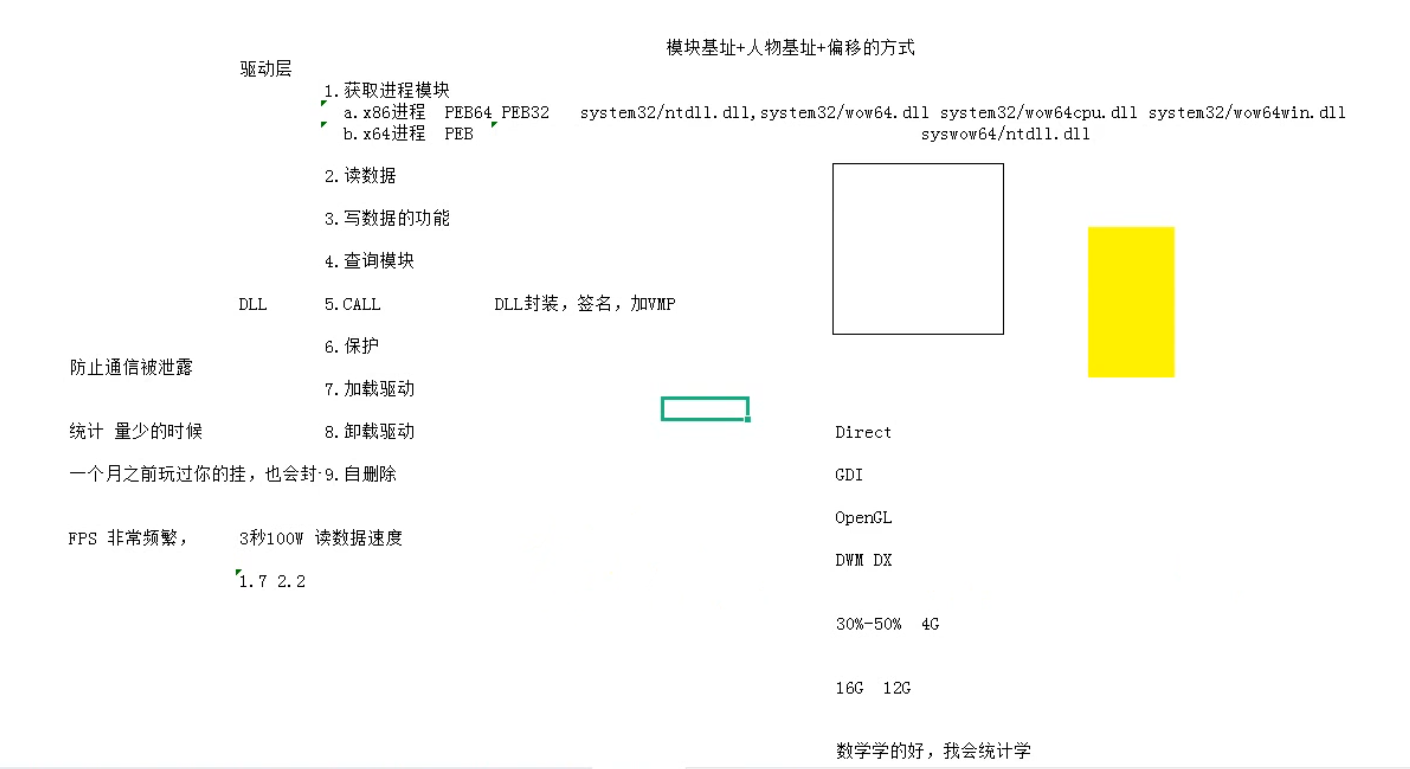 模块基址+人物基址+偏移的方式
驱动层
1.获取进程模块
a.x86进程 PEB64 PEB32 system32/ntdll.dll,system32/wow64.dll system32/wow64cpu.dll system32/wow64win.dll
b.x64进程 PEB syswow64/ntdll.dll
2.读数据
3.写数据的功能
4.查询模块
DLL 5.CALL DLL封装，签名，加VMP
6.保护
防止通信被泄露
7.加载驱动
统计 量少的时候 8.卸载驱动 Direct
一个月之前玩过你的挂，也会封 9.自删除 GDI
OpenGL
FPS 非常频繁， 3秒100W 读数据速度
DWM DX
1.7 2.2
30%-50% 4G
16G 12G
数学学的好，我会统计学